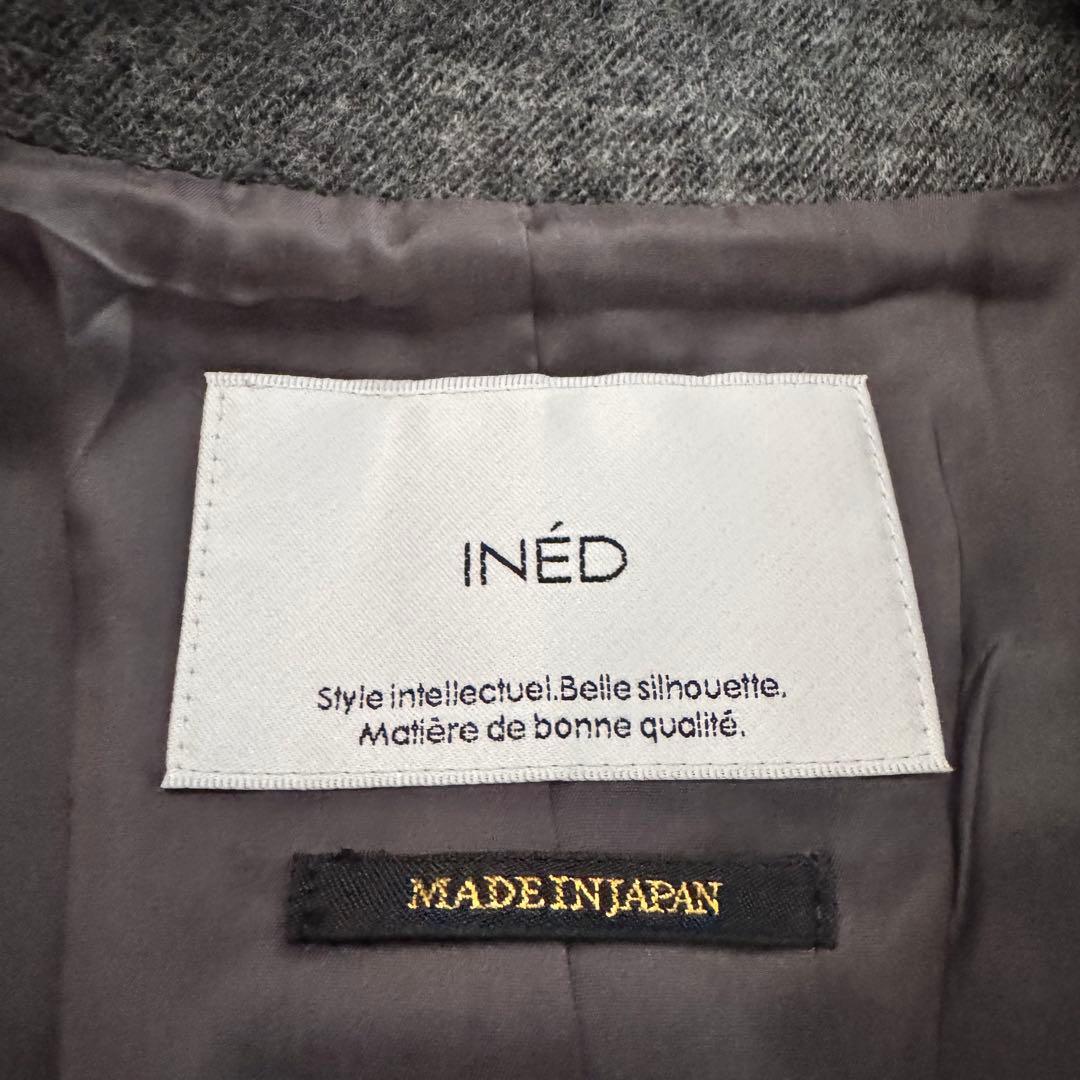 INÉD
Style intellectuel.Belle silhouette.
Matière de bonne qualité.
MADE IN JAPAN